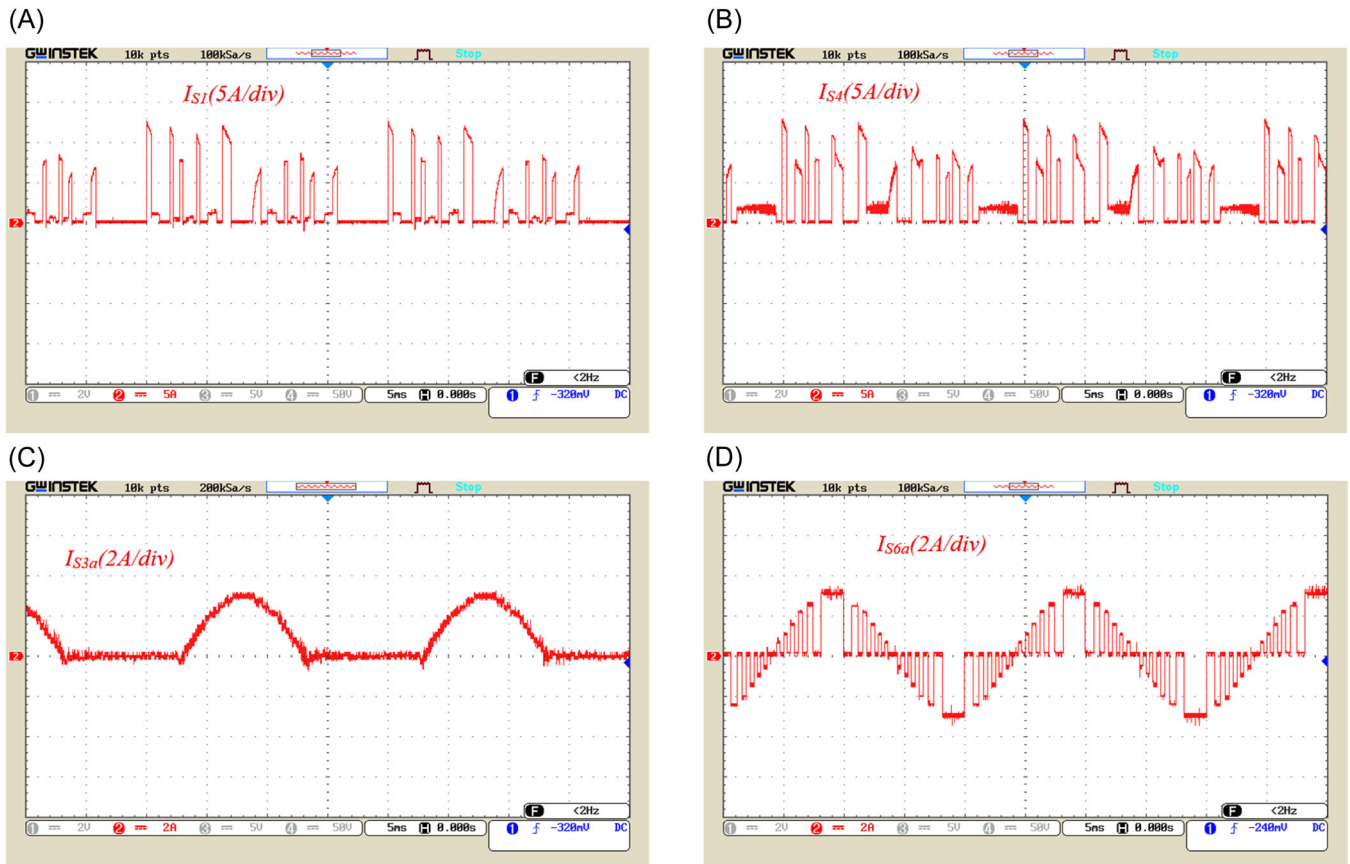 (A)
GWINSTEK 10k pts 100kSa/s Stop
I_S1(5A/div)
2
F <2Hz
1 2V 2 5A 3 5V 4 50V 5ms H 0.000s 1 -320mV DC
(B)
GWINSTEK 10k pts 100kSa/s Stop
I_S4(5A/div)
2
F <2Hz
1 2V 2 5A 3 5V 4 50V 5ms H 0.000s 1 -320mV DC
(C)
GWINSTEK 10k pts 200kSa/s Stop
I_S3a(2A/div)
2
F <2Hz
1 2V 2 2A 3 5V 4 50V 5ms H 0.000s 1 -320mV DC
(D)
GWINSTEK 10k pts 100kSa/s Stop
I_S6a(2A/div)
2
F <2Hz
1 2V 2 2A 3 5V 4 50V 5ms H 0.000s 1 -240mV DC